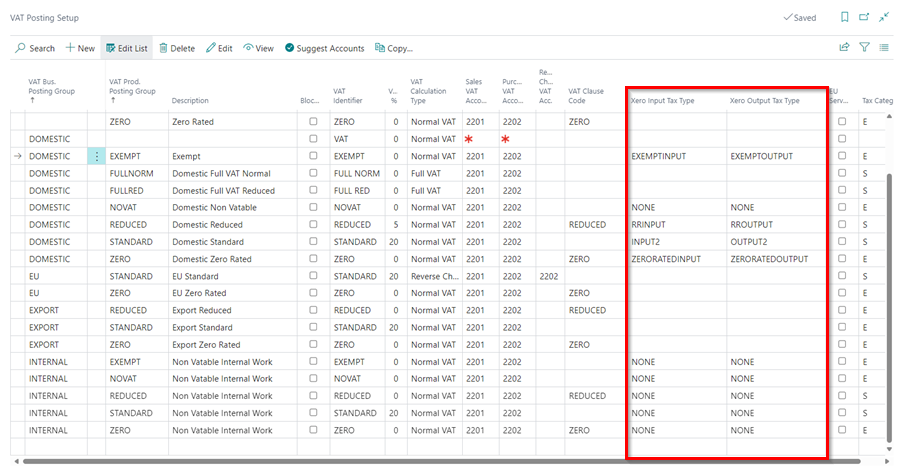 VAT Posting Setup
Saved
Search
New
Edit List
Delete
Edit
View
Suggest Accounts
Copy...
VAT Bus. Posting Group ↑ VAT Prod. Posting Group ↑ Description Bloc... VAT Identifier V... % VAT Calculation Type Sales VAT Acco... Purc... VAT Acco... Re... Ch... VAT Acc. VAT Clause Code Xero Input Tax Type Xero Output Tax Type EU Serv... Tax Categ
ZERO Zero Rated ZERO 0 Normal VAT 2201 2202 ZERO E
DOMESTIC VAT 0 Normal VAT * *
DOMESTIC EXEMPT Exempt EXEMPT 0 Normal VAT 2201 2202 EXEMPTINPUT EXEMPTOUTPUT E
DOMESTIC FULLNORM Domestic Full VAT Normal FULL NORM 0 Full VAT 2201 2202 S
DOMESTIC FULLRED Domestic Full VAT Reduced FULL RED 0 Full VAT 2201 2202 S
DOMESTIC NOVAT Domestic Non Vatable NOVAT 0 Normal VAT 2201 2202 NONE NONE E
DOMESTIC REDUCED Domestic Reduced REDUCED 5 Normal VAT 2201 2202 REDUCED RRINPUT RROUTPUT S
DOMESTIC STANDARD Domestic Standard STANDARD 20 Normal VAT 2201 2202 INPUT2 OUTPUT2 S
DOMESTIC ZERO Domestic Zero Rated ZERO 0 Normal VAT 2201 2202 ZERO ZERORATEDINPUT ZERORATEDOUTPUT E
EU STANDARD EU Standard STANDARD 20 Reverse Ch... 2201 2202 2202 S
EU ZERO EU Zero Rated ZERO 0 Normal VAT 2201 2202 ZERO E
EXPORT REDUCED Export Reduced REDUCED 0 Normal VAT 2201 2202 REDUCED S
EXPORT STANDARD Export Standard STANDARD 20 Normal VAT 2201 2202 S
EXPORT ZERO Export Zero Rated ZERO 0 Normal VAT 2201 2202 ZERO E
INTERNAL EXEMPT Non Vatable Internal Work EXEMPT 0 Normal VAT 2201 2202 NONE NONE E
INTERNAL NOVAT Non Vatable Internal Work NOVAT 0 Normal VAT 2201 2202 NONE NONE E
INTERNAL REDUCED Non Vatable Internal Work REDUCED 0 Normal VAT 2201 2202 REDUCED NONE NONE S
INTERNAL STANDARD Non Vatable Internal Work STANDARD 20 Normal VAT 2201 2202 NONE NONE S
INTERNAL ZERO Non Vatable Internal Work ZERO 0 Normal VAT 2201 2202 ZERO NONE NONE E